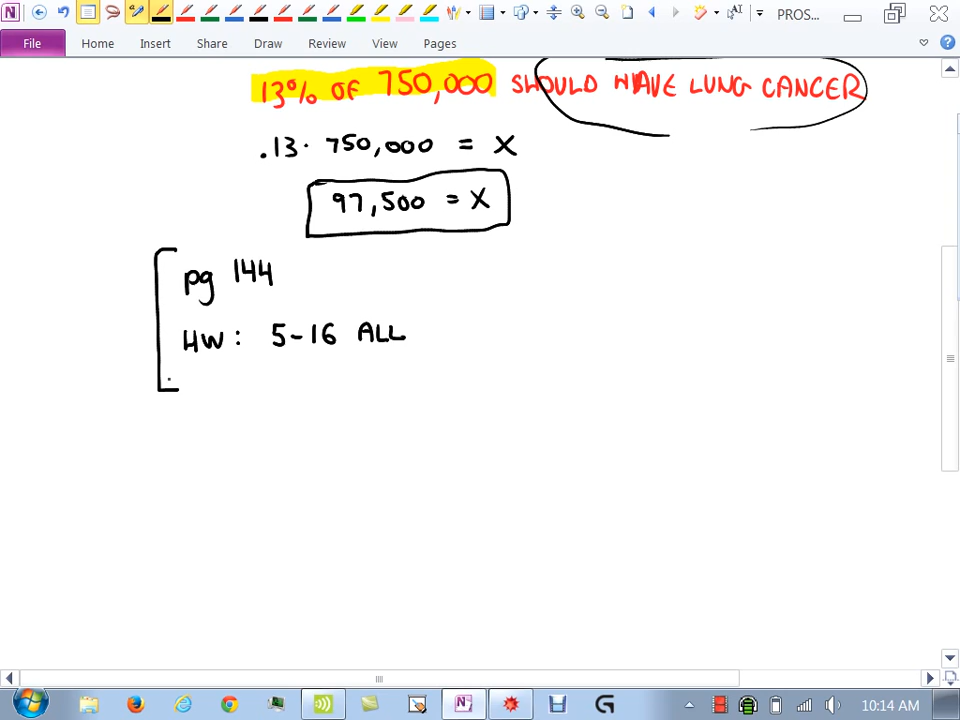 PROS...
File Home Insert Share Draw Review View Pages
13% OF 750,000 SHOULD HAVE LUNG CANCER
.13· 750,000 = X
97,500 = X
pg 144
HW: 5-16 ALL
10:14 AM